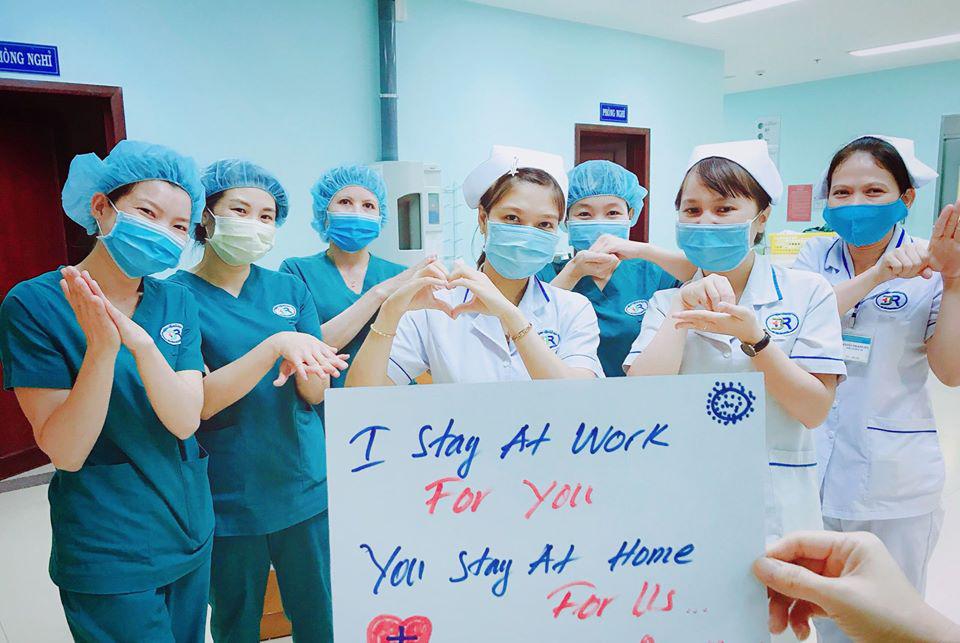 PHÒNG NGHỈ
PHÒNG NGHỈ
I Stay At Work
For You
You Stay At Home
For Us...